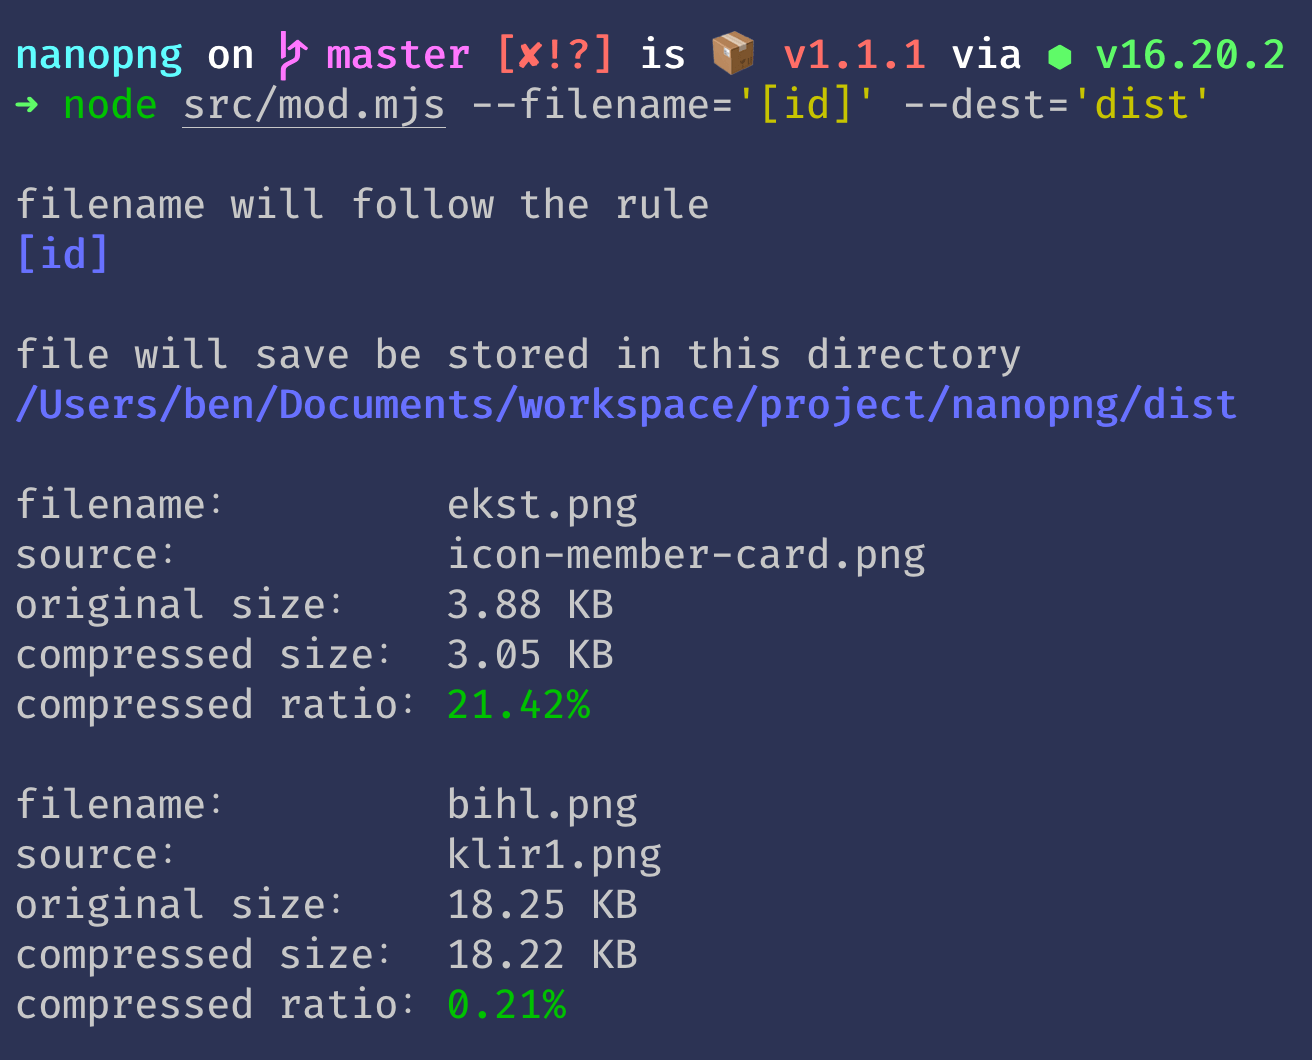 nanopng on master [✘!?] is 📦 v1.1.1 via ⬢ v16.20.2
➜ node src/mod.mjs --filename='[id]' --dest='dist'
filename will follow the rule
[id]
file will save be stored in this directory
/Users/ben/Documents/workspace/project/nanopng/dist
filename: ekst.png
source: icon-member-card.png
original size: 3.88 KB
compressed size: 3.05 KB
compressed ratio: 21.42%
filename: bihl.png
source: klir1.png
original size: 18.25 KB
compressed size: 18.22 KB
compressed ratio: 0.21%